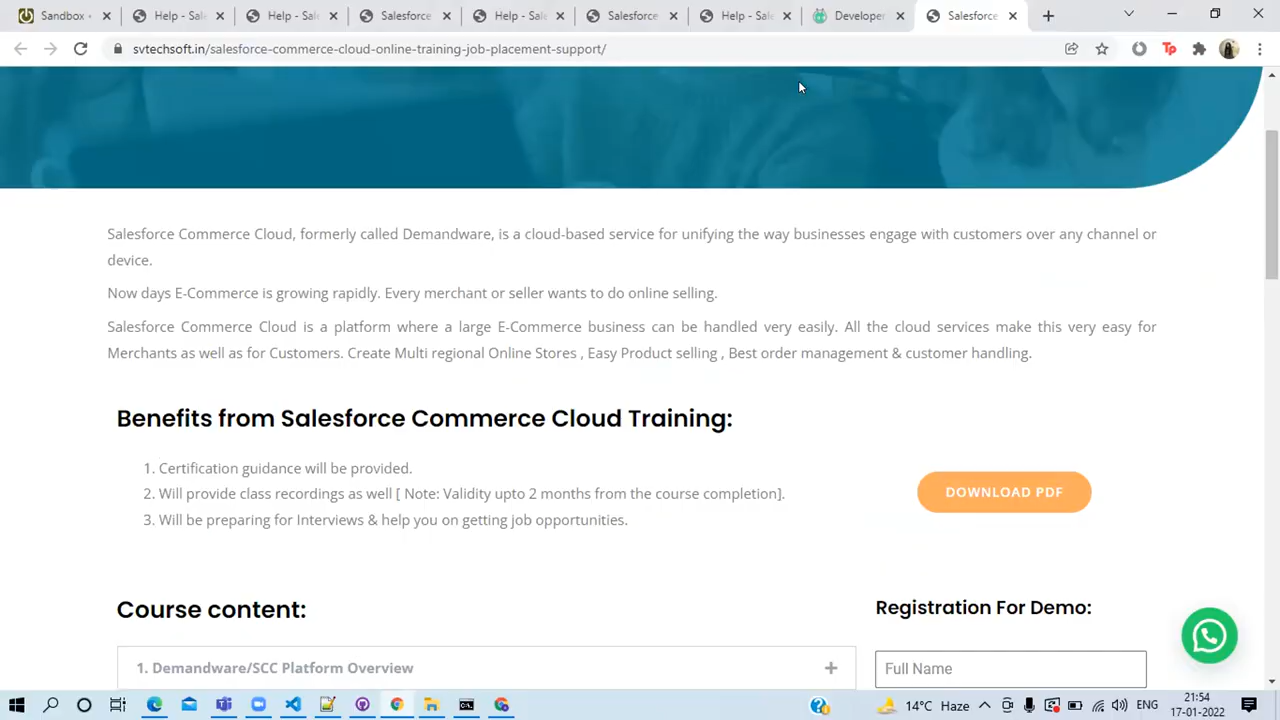 Sandbox
Help - Sal
Help - Sal
Salesforce
Help - Sal
Salesforce
Help - Sal
Developer
Salesforce
svtechsoft.in/salesforce-commerce-cloud-online-training-job-placement-support/
Salesforce Commerce Cloud, formerly called Demandware, is a cloud-based service for unifying the way businesses engage with customers over any channel or
device.
Now days E-Commerce is growing rapidly. Every merchant or seller wants to do online selling.
Salesforce Commerce Cloud is a platform where a large E-Commerce business can be handled very easily. All the cloud services make this very easy for
Merchants as well as for Customers. Create Multi regional Online Stores , Easy Product selling , Best order management & customer handling.
Benefits from Salesforce Commerce Cloud Training:
1. Certification guidance will be provided.
2. Will provide class recordings as well [ Note: Validity upto 2 months from the course completion].
3. Will be preparing for Interviews & help you on getting job opportunities.
DOWNLOAD PDF
Course content:
Registration For Demo:
1. Demandware/SCC Platform Overview
Full Name
14°C Haze
ENG
21:54
17-01-2022